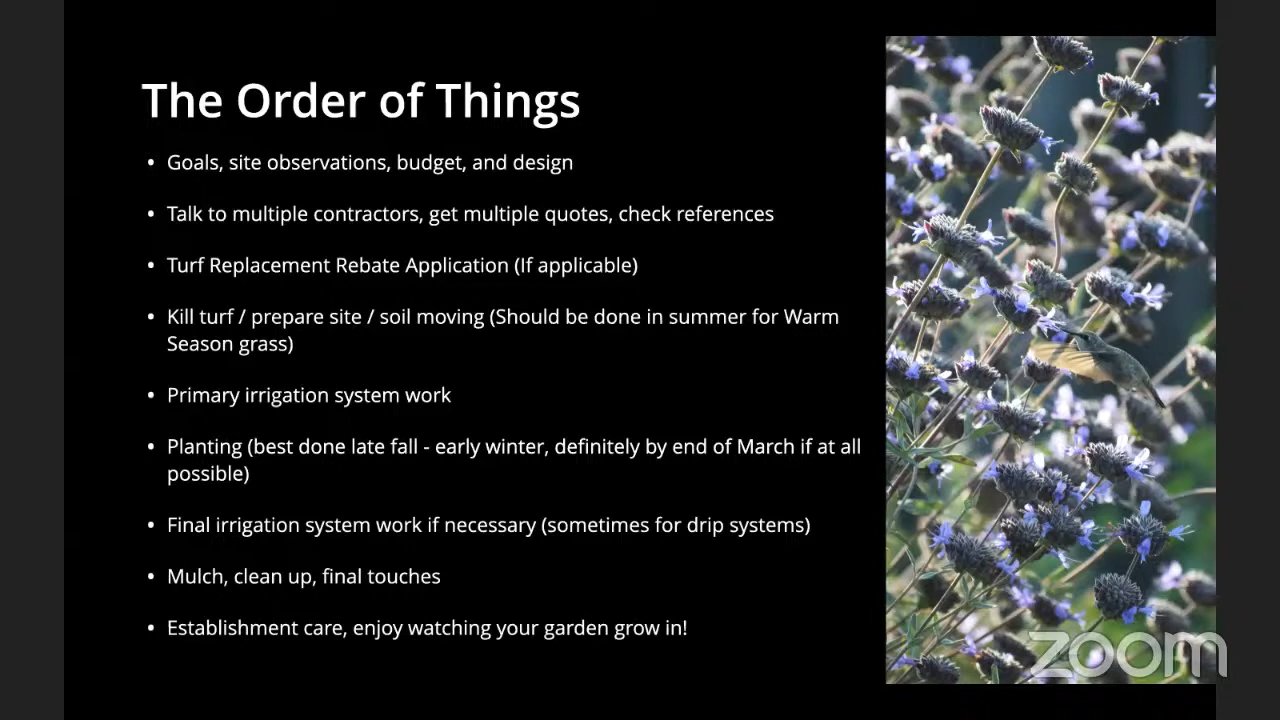 The Order of Things
• Goals, site observations, budget, and design
• Talk to multiple contractors, get multiple quotes, check references
• Turf Replacement Rebate Application (If applicable)
• Kill turf / prepare site / soil moving (Should be done in summer for Warm
Season grass)
• Primary irrigation system work
• Planting (best done late fall - early winter, definitely by end of March if at all
possible)
• Final irrigation system work if necessary (sometimes for drip systems)
• Mulch, clean up, final touches
• Establishment care, enjoy watching your garden grow in!
zoom